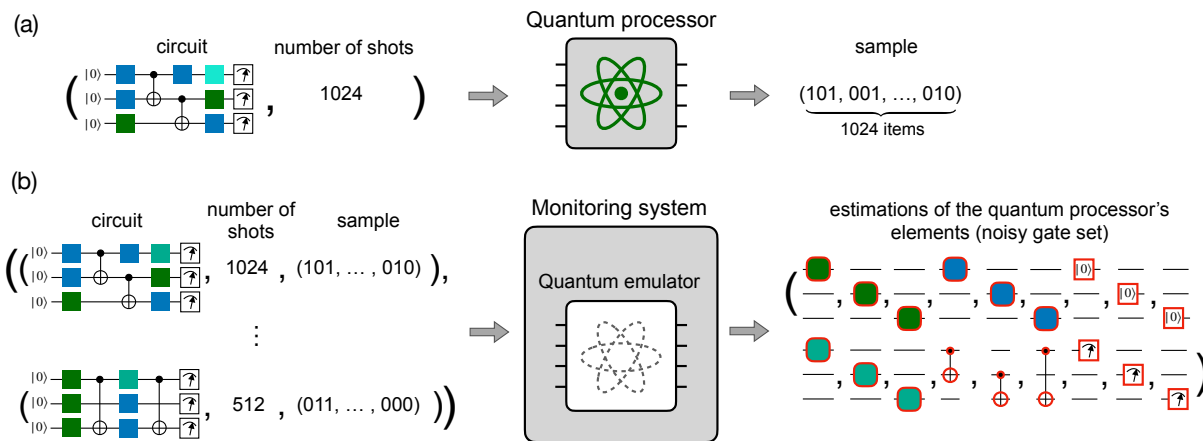 (a)
Quantum processor
circuit
number of shots
sample
|0⟩
|0⟩
|0⟩
( , 1024 )
(101, 001, ..., 010)
1024 items
(b)
circuit
number of
shots
sample
Monitoring system
estimations of the quantum processor's
elements (noisy gate set)
|0⟩
|0⟩
|0⟩
(( , 1024 , (101, ... , 010) ),
Quantum emulator
|0⟩
|0⟩
|0⟩
( , , , , , , , ,
⋮
|0⟩
|0⟩
|0⟩
( , 512 , (011, ... , 000) ))
, , , , , , , )